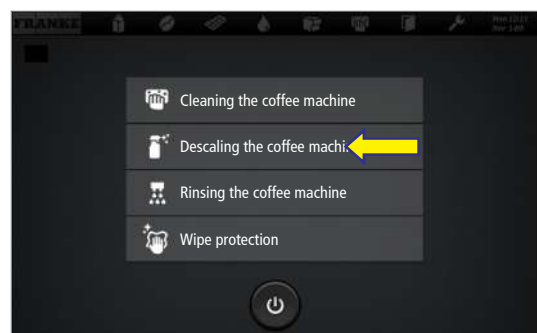 FRANKE
Cleaning the coffee machine
Descaling the coffee machi
Rinsing the coffee machine
Wipe protection